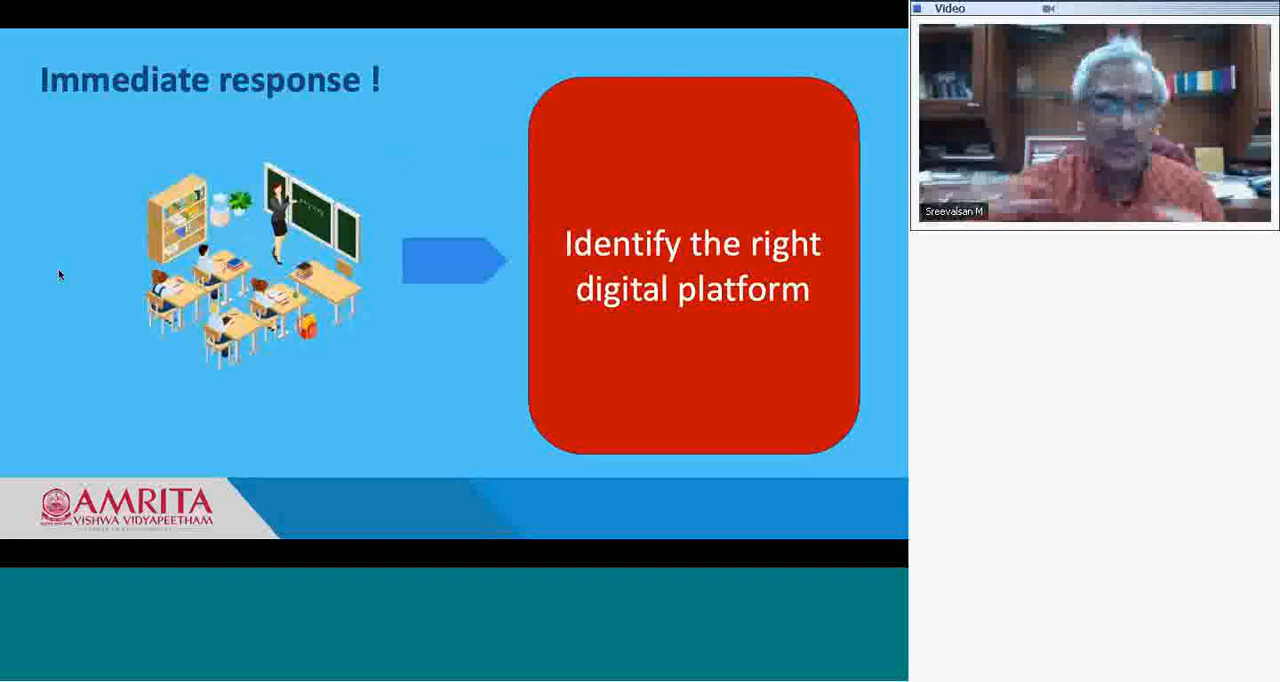 Immediate response !
Identify the right
digital platform
AMRITA
VISHWA VIDYAPEETHAM
Video
Sreevalsan M